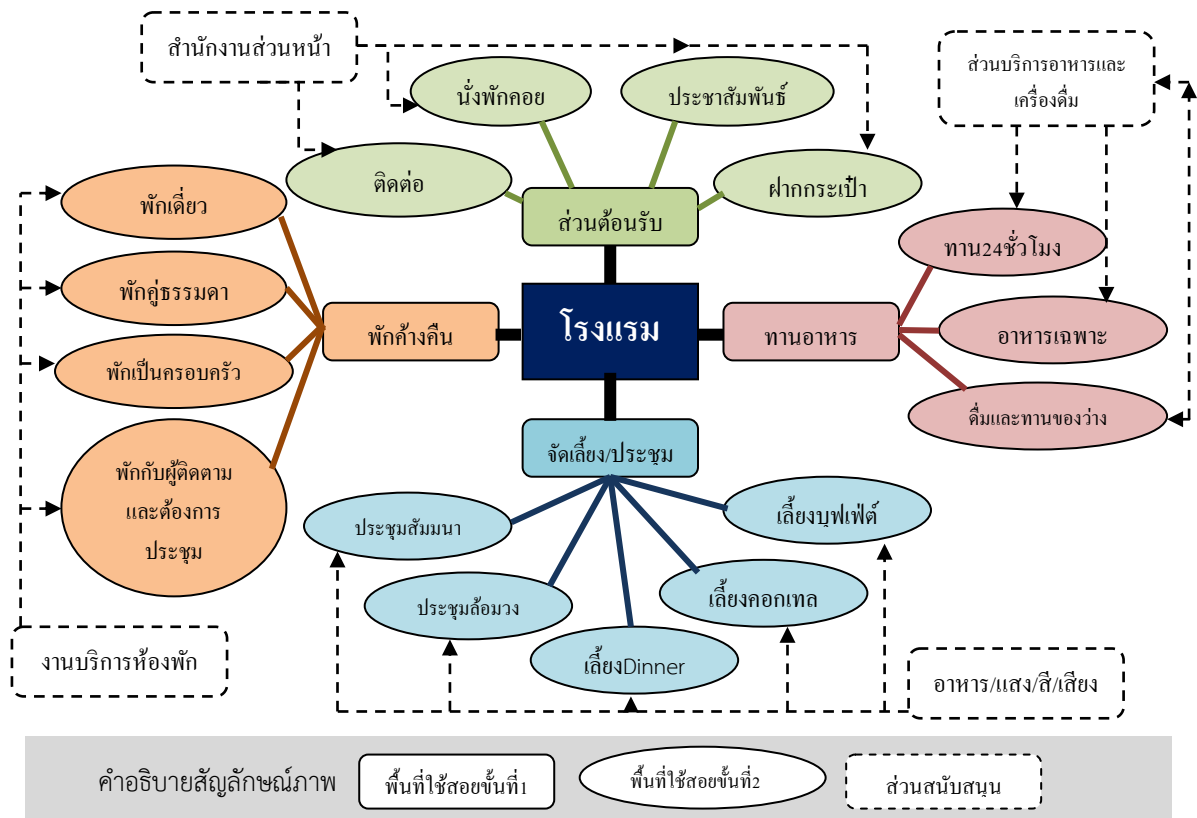 สำนักงานส่วนหน้า
นั่งพักคอย
ประชาสัมพันธ์
ส่วนบริการอาหารและ
เครื่องดื่ม
ติดต่อ
ฝากกระเป๋า
พักเดี่ยว
ส่วนต้อนรับ
ทาน24ชั่วโมง
พักคู่ธรรมดา
พักค้างคืน
โรงแรม
ทานอาหาร
อาหารเฉพาะ
พักเป็นครอบครัว
ดื่มและทานของว่าง
จัดเลี้ยง/ประชุม
พักกับผู้ติดตาม
และต้องการ
ประชุม
ประชุมสัมมนา
เลี้ยงบุฟเฟ่ต์
ประชุมล้อมวง
เลี้ยงคอกเทล
งานบริการห้องพัก
เลี้ยงDinner
อาหาร/แสง/สี/เสียง
คำอธิบายสัญลักษณ์ภาพ
พื้นที่ใช้สอยขั้นที่1
พื้นที่ใช้สอยขั้นที่2
ส่วนสนับสนุน